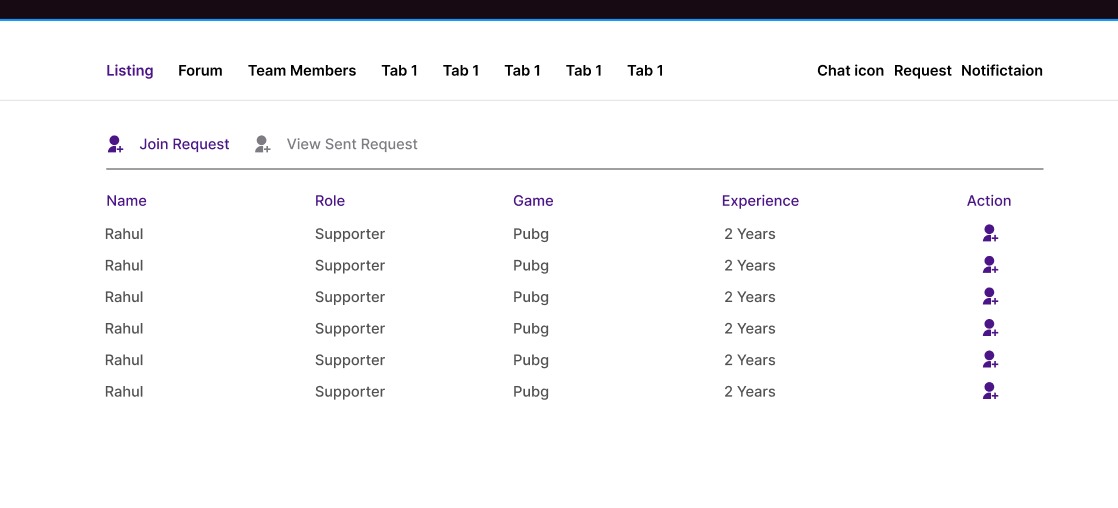 Listing Forum Team Members Tab 1 Tab 1 Tab 1 Tab 1 Tab 1 Chat icon Request Notifictaion
Join Request View Sent Request
Name Role Game Experience Action
Rahul Supporter Pubg 2 Years
Rahul Supporter Pubg 2 Years
Rahul Supporter Pubg 2 Years
Rahul Supporter Pubg 2 Years
Rahul Supporter Pubg 2 Years
Rahul Supporter Pubg 2 Years